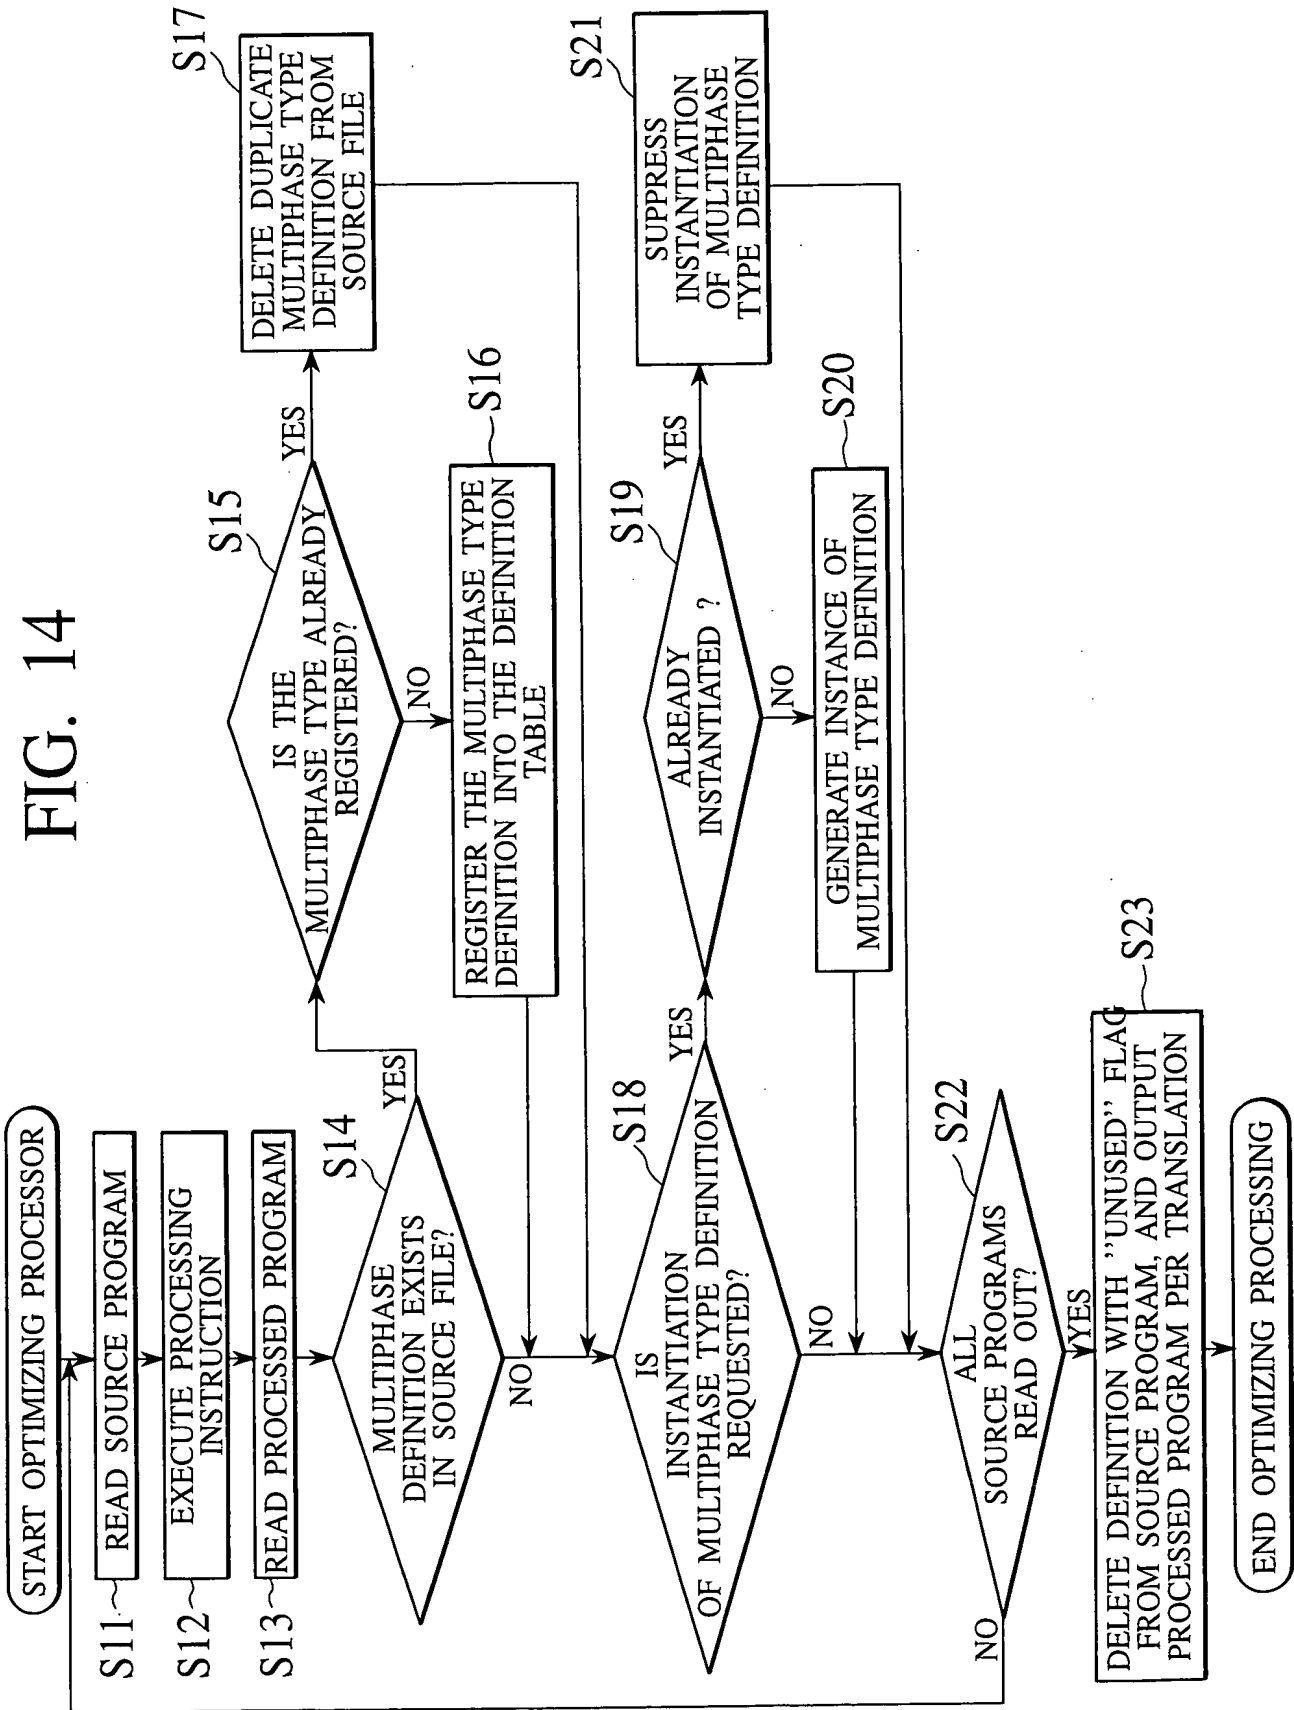 FIG. 14
START OPTIMIZING PROCESSOR
S11
READ SOURCE PROGRAM
S12
EXECUTE PROCESSING
INSTRUCTION
S13
READ PROCESSED PROGRAM
S14
MULTIPHASE
DEFINITION EXISTS
IN SOURCE FILE?
YES
NO
S15
IS THE
MULTIPHASE TYPE ALREADY
REGISTERED?
YES
NO
S17
DELETE DUPLICATE
MULTIPHASE TYPE
DEFINITION FROM
SOURCE FILE
S16
REGISTER THE MULTIPHASE TYPE
DEFINITION INTO THE DEFINITION
TABLE
S18
IS
INSTANTIATION
OF MULTIPHASE TYPE DEFINITION
REQUESTED?
YES
NO
S19
ALREADY
INSTANTIATED ?
YES
NO
S21
SUPPRESS
INSTANTIATION
OF MULTIPHASE
TYPE DEFINITION
S20
GENERATE INSTANCE OF
MULTIPHASE TYPE DEFINITION
S22
ALL
SOURCE PROGRAMS
READ OUT?
NO
YES
S23
DELETE DEFINITION WITH "UNUSED" FLAG
FROM SOURCE PROGRAM, AND OUTPUT
PROCESSED PROGRAM PER TRANSLATION
END OPTIMIZING PROCESSING